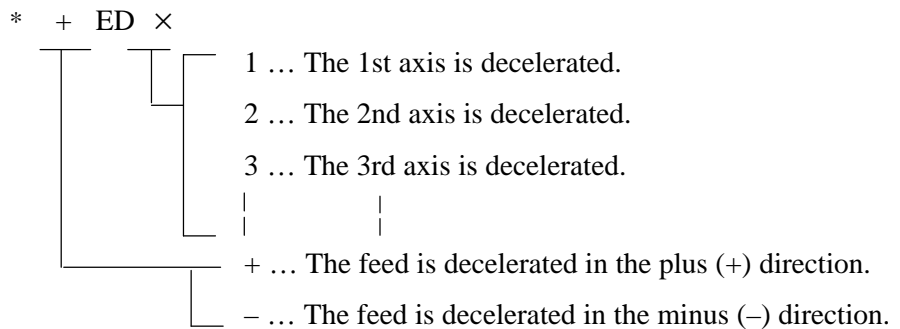 * + ED ×
1 … The 1st axis is decelerated.
2 … The 2nd axis is decelerated.
3 … The 3rd axis is decelerated.
+ … The feed is decelerated in the plus (+) direction.
– … The feed is decelerated in the minus (–) direction.